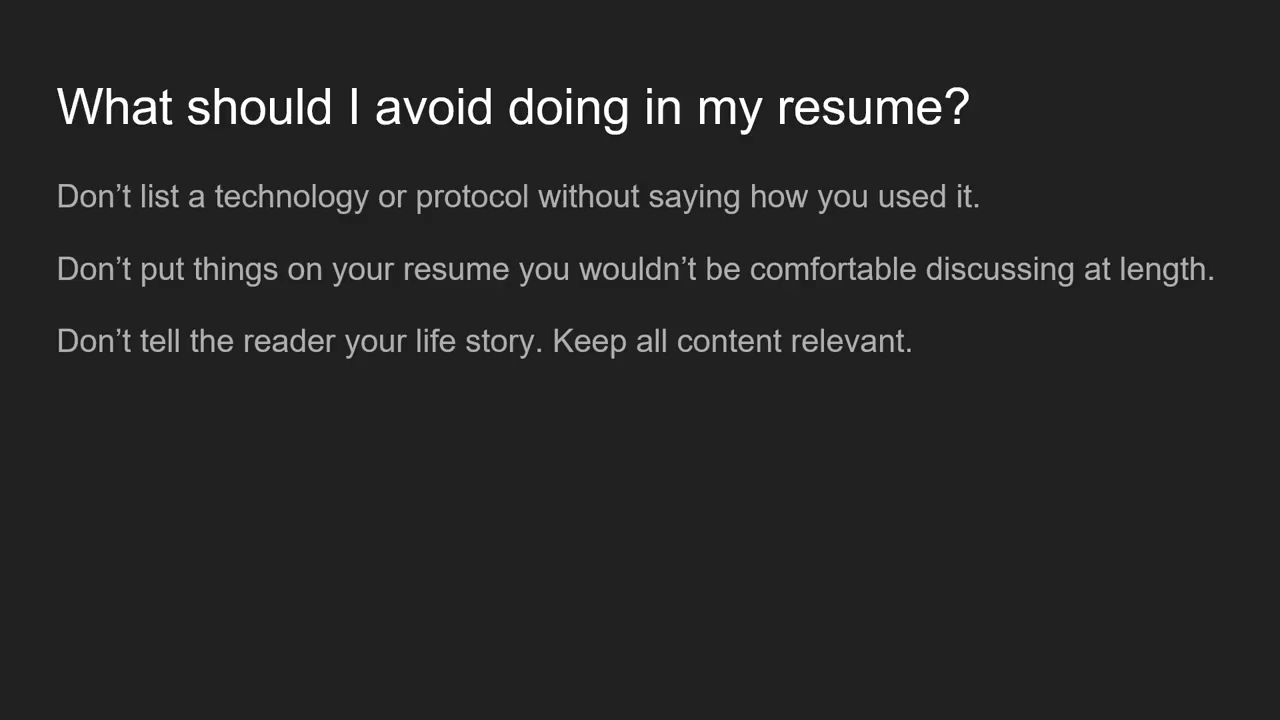 What should I avoid doing in my resume?
Don’t list a technology or protocol without saying how you used it.
Don’t put things on your resume you wouldn’t be comfortable discussing at length.
Don’t tell the reader your life story. Keep all content relevant.